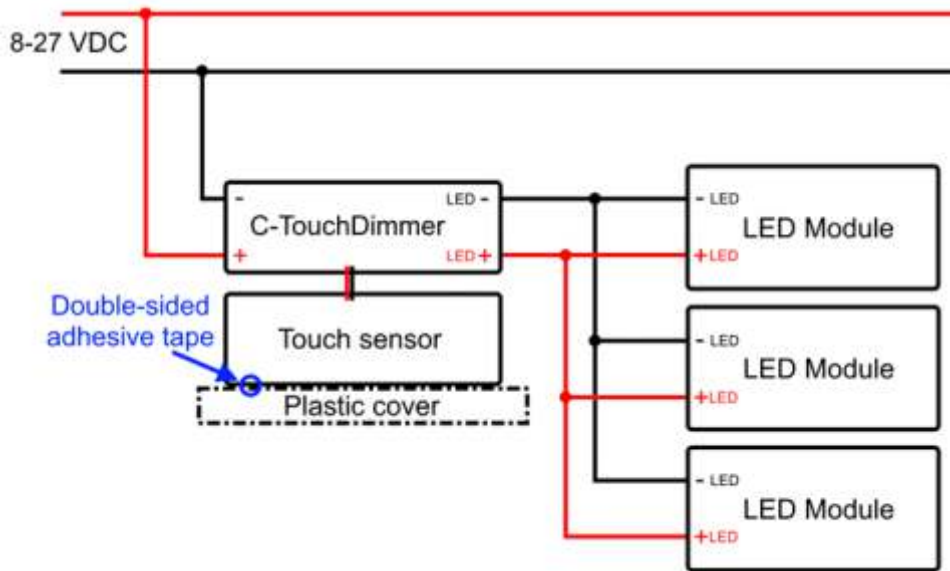 8-27 VDC
- LED -
C-TouchDimmer
+ LED +
Double-sided
adhesive tape
Touch sensor
Plastic cover
- LED
LED Module
+LED
- LED
LED Module
+LED
- LED
LED Module
+LED